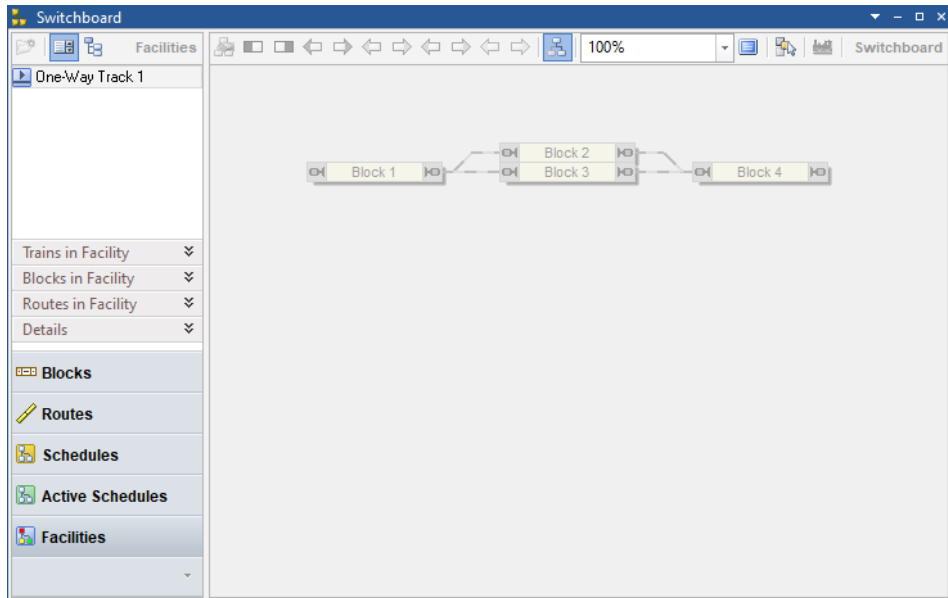 Switchboard
Facilities
100%
Switchboard
One-Way Track 1
Block 2
Block 1
Block 3
Block 4
Trains in Facility
Blocks in Facility
Routes in Facility
Details
Blocks
Routes
Schedules
Active Schedules
Facilities